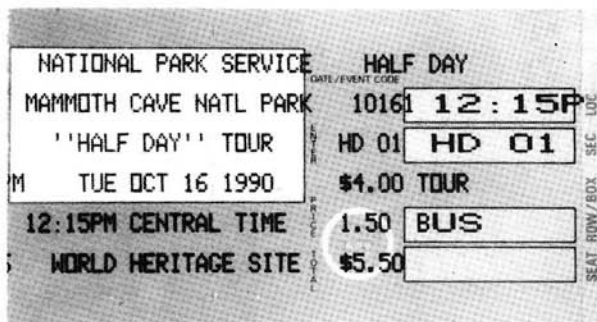 NATIONAL PARK SERVICE HALF DAY
DATE/EVENT CODE
MAMMOTH CAVE NATL PARK 10161 12:15P
''HALF DAY'' TOUR ENTER HD 01 HD 01
TUE OCT 16 1990 $4.00 TOUR
12:15PM CENTRAL TIME PRICE 1.50 BUS
WORLD HERITAGE SITE TOTAL $5.50
LOC
SEC
ROW/BOX
SEAT